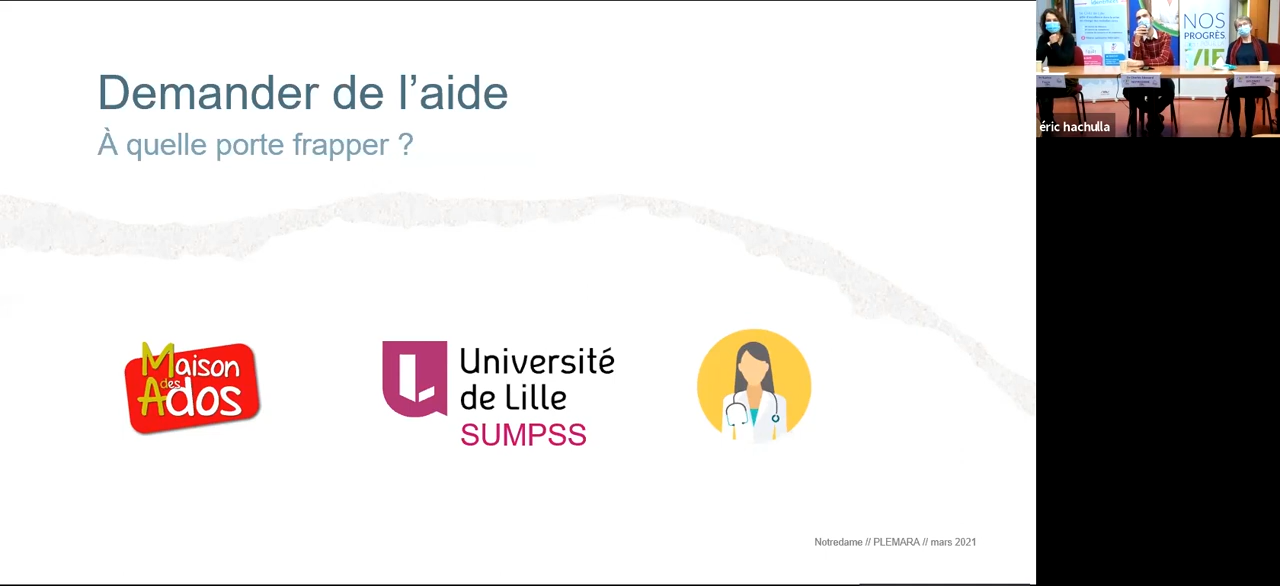 Demander de l’aide
À quelle porte frapper ?
Maison
des
Ados
Université
de Lille
SUMPSS
Notredame // PLEMARA // mars 2021
NOS
PROGRÈS
VIE
éric hachulla